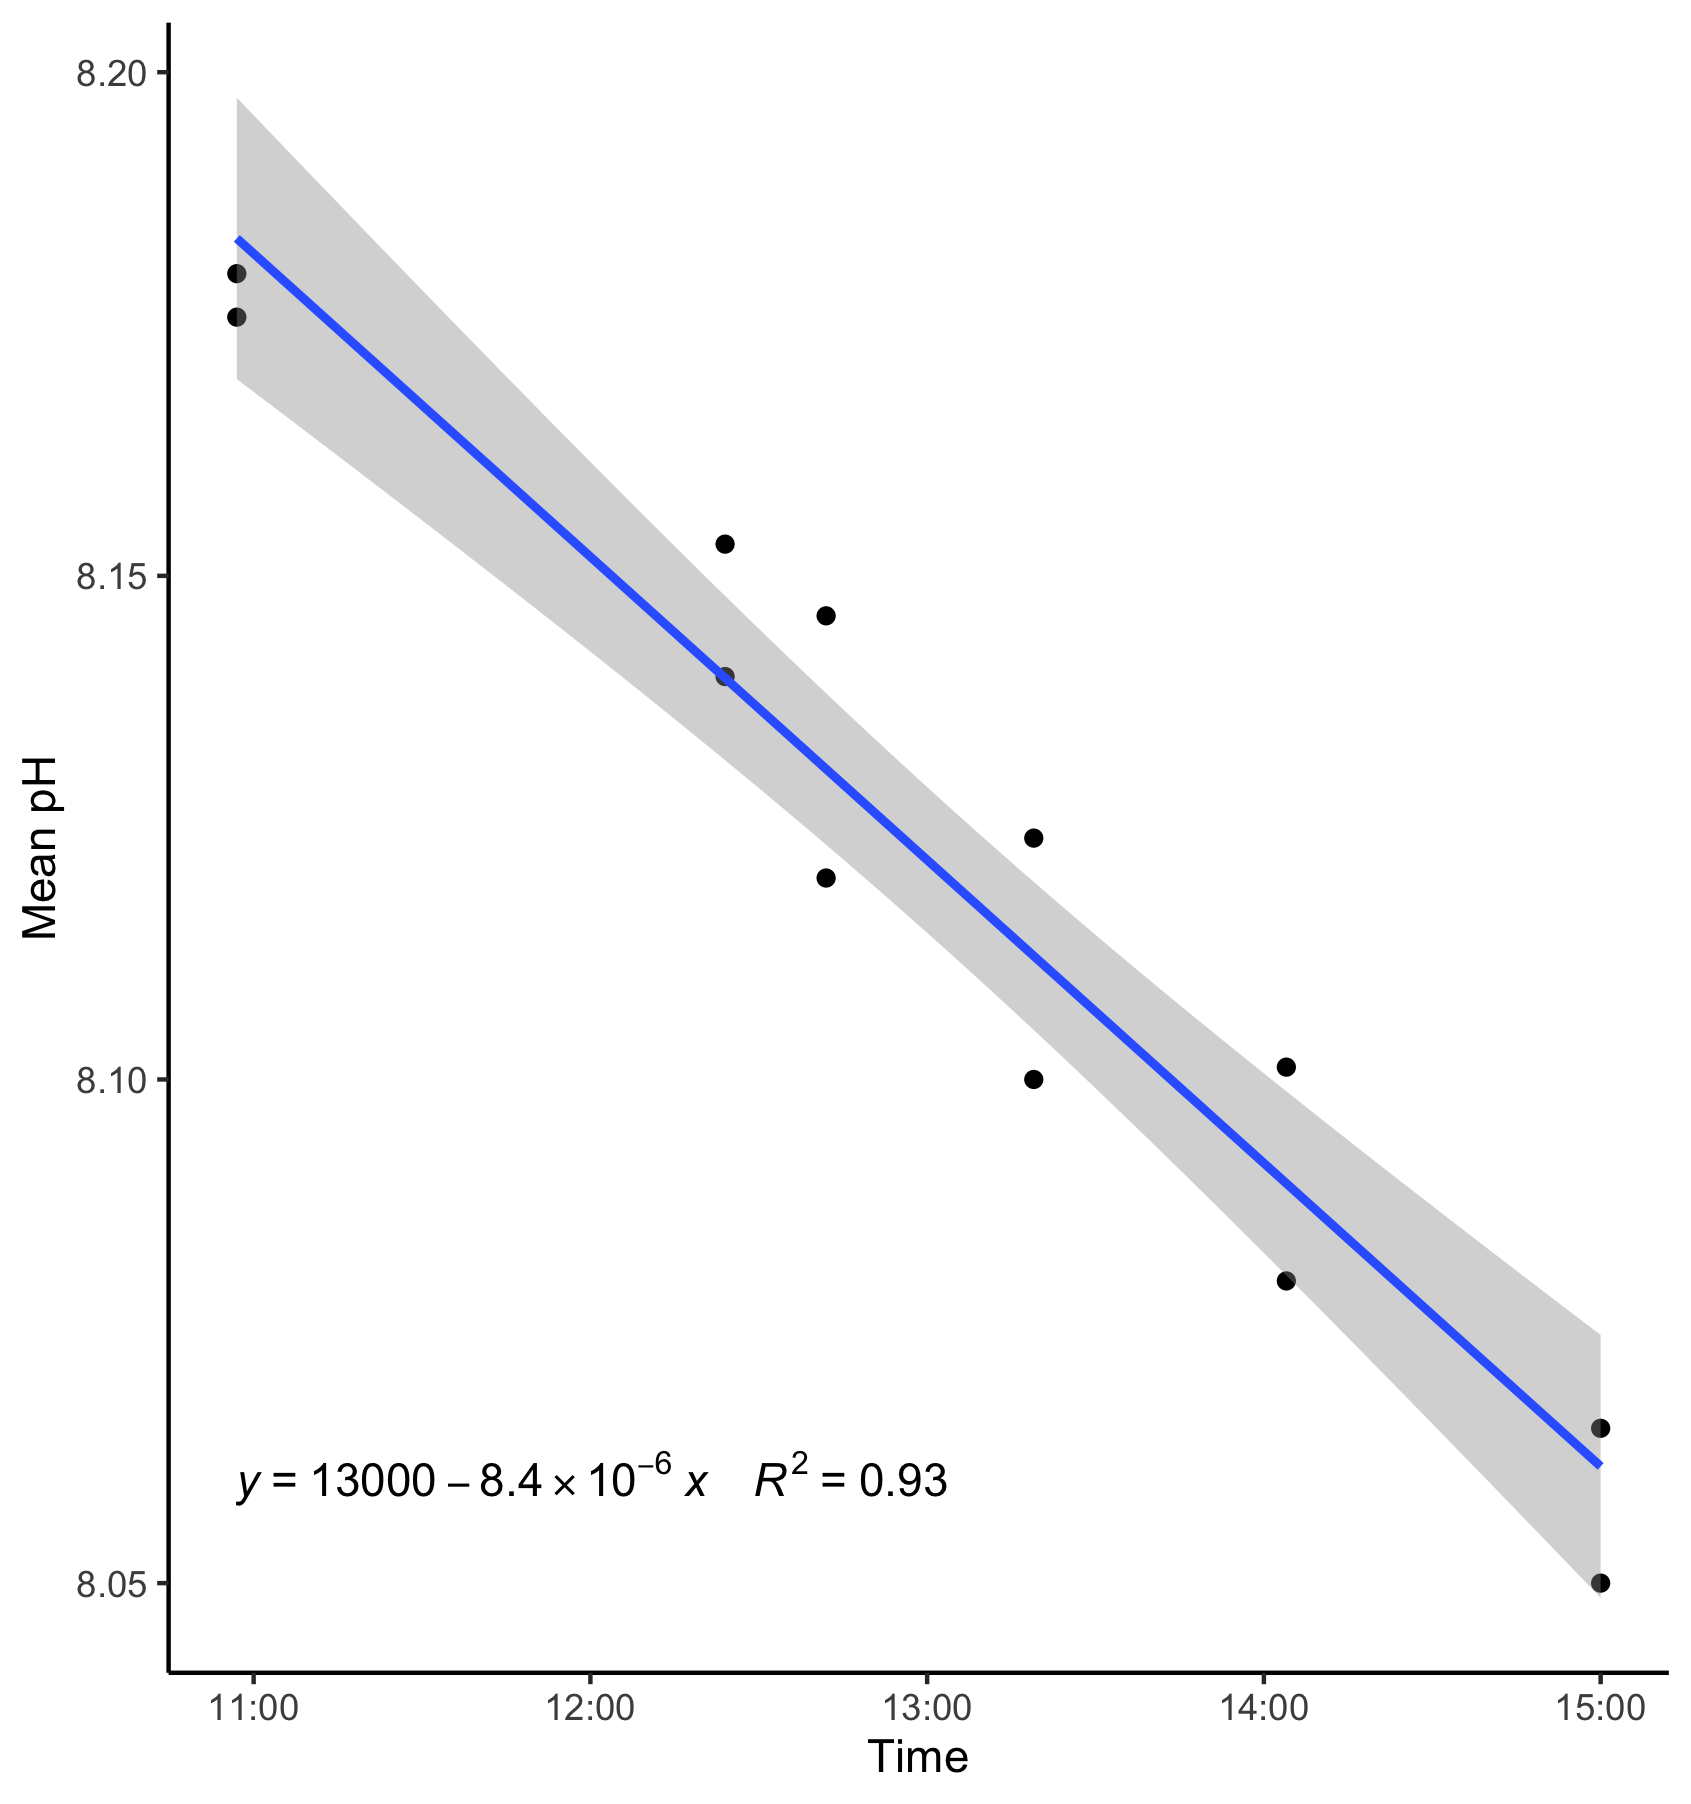 8.20
8.15
8.10
8.05
Mean pH
y = 13000 – 8.4 × 10⁻⁶ x R² = 0.93
11:00 12:00 13:00 14:00 15:00
Time